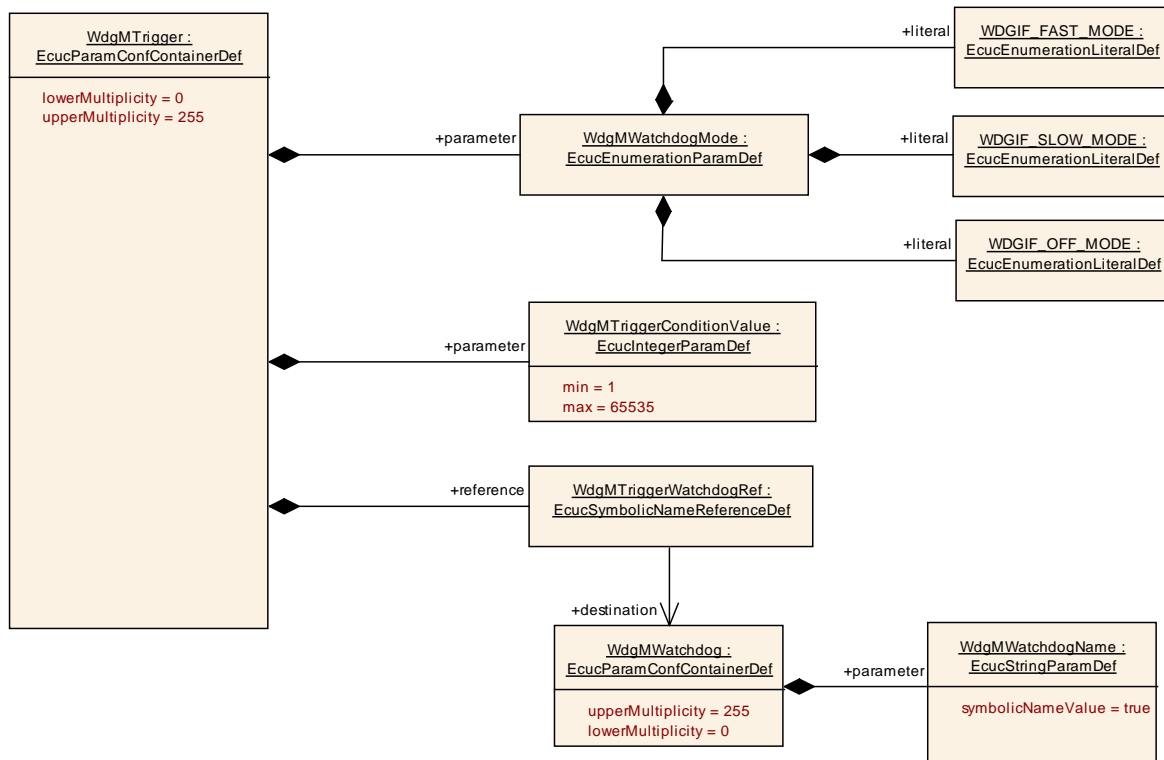 WdgMTrigger :
EcucParamConfContainerDef
lowerMultiplicity = 0
upperMultiplicity = 255
+parameter
WdgMWatchdogMode :
EcucEnumerationParamDef
+literal
WDGIF_FAST_MODE :
EcucEnumerationLiteralDef
+literal
WDGIF_SLOW_MODE :
EcucEnumerationLiteralDef
+literal
WDGIF_OFF_MODE :
EcucEnumerationLiteralDef
+parameter
WdgMTriggerConditionValue :
EcucIntegerParamDef
min = 1
max = 65535
+reference
WdgMTriggerWatchdogRef :
EcucSymbolicNameReferenceDef
+destination
WdgMWatchdog :
EcucParamConfContainerDef
upperMultiplicity = 255
lowerMultiplicity = 0
+parameter
WdgMWatchdogName :
EcucStringParamDef
symbolicNameValue = true